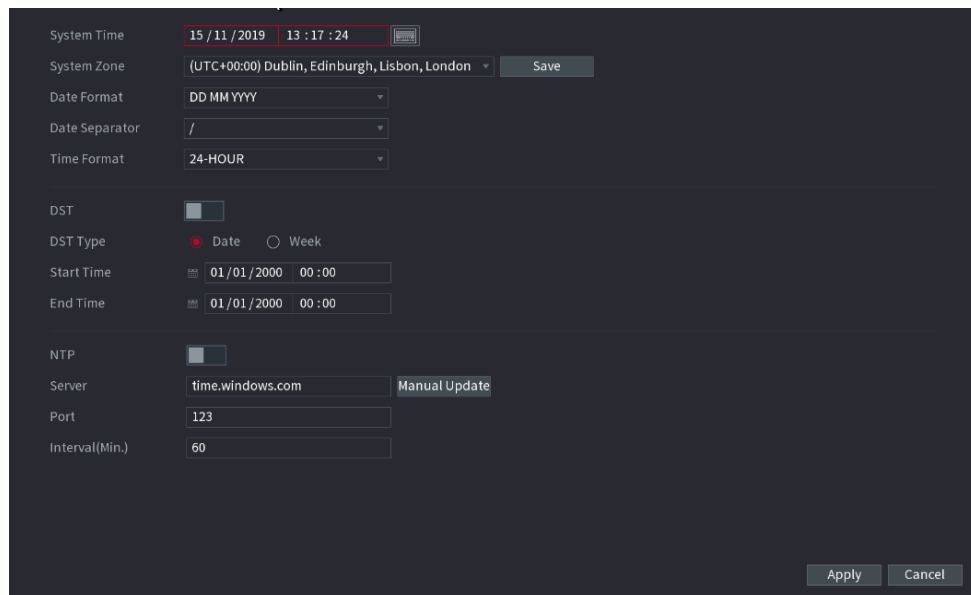 System Time 15 / 11 / 2019 13 : 17 : 24
System Zone (UTC+00:00) Dublin, Edinburgh, Lisbon, London Save
Date Format DD MM YYYY
Date Separator /
Time Format 24-HOUR
DST
DST Type Date Week
Start Time 01/01/2000 00 : 00
End Time 01/01/2000 00 : 00
NTP
Server time.windows.com Manual Update
Port 123
Interval(Min.) 60
Apply Cancel